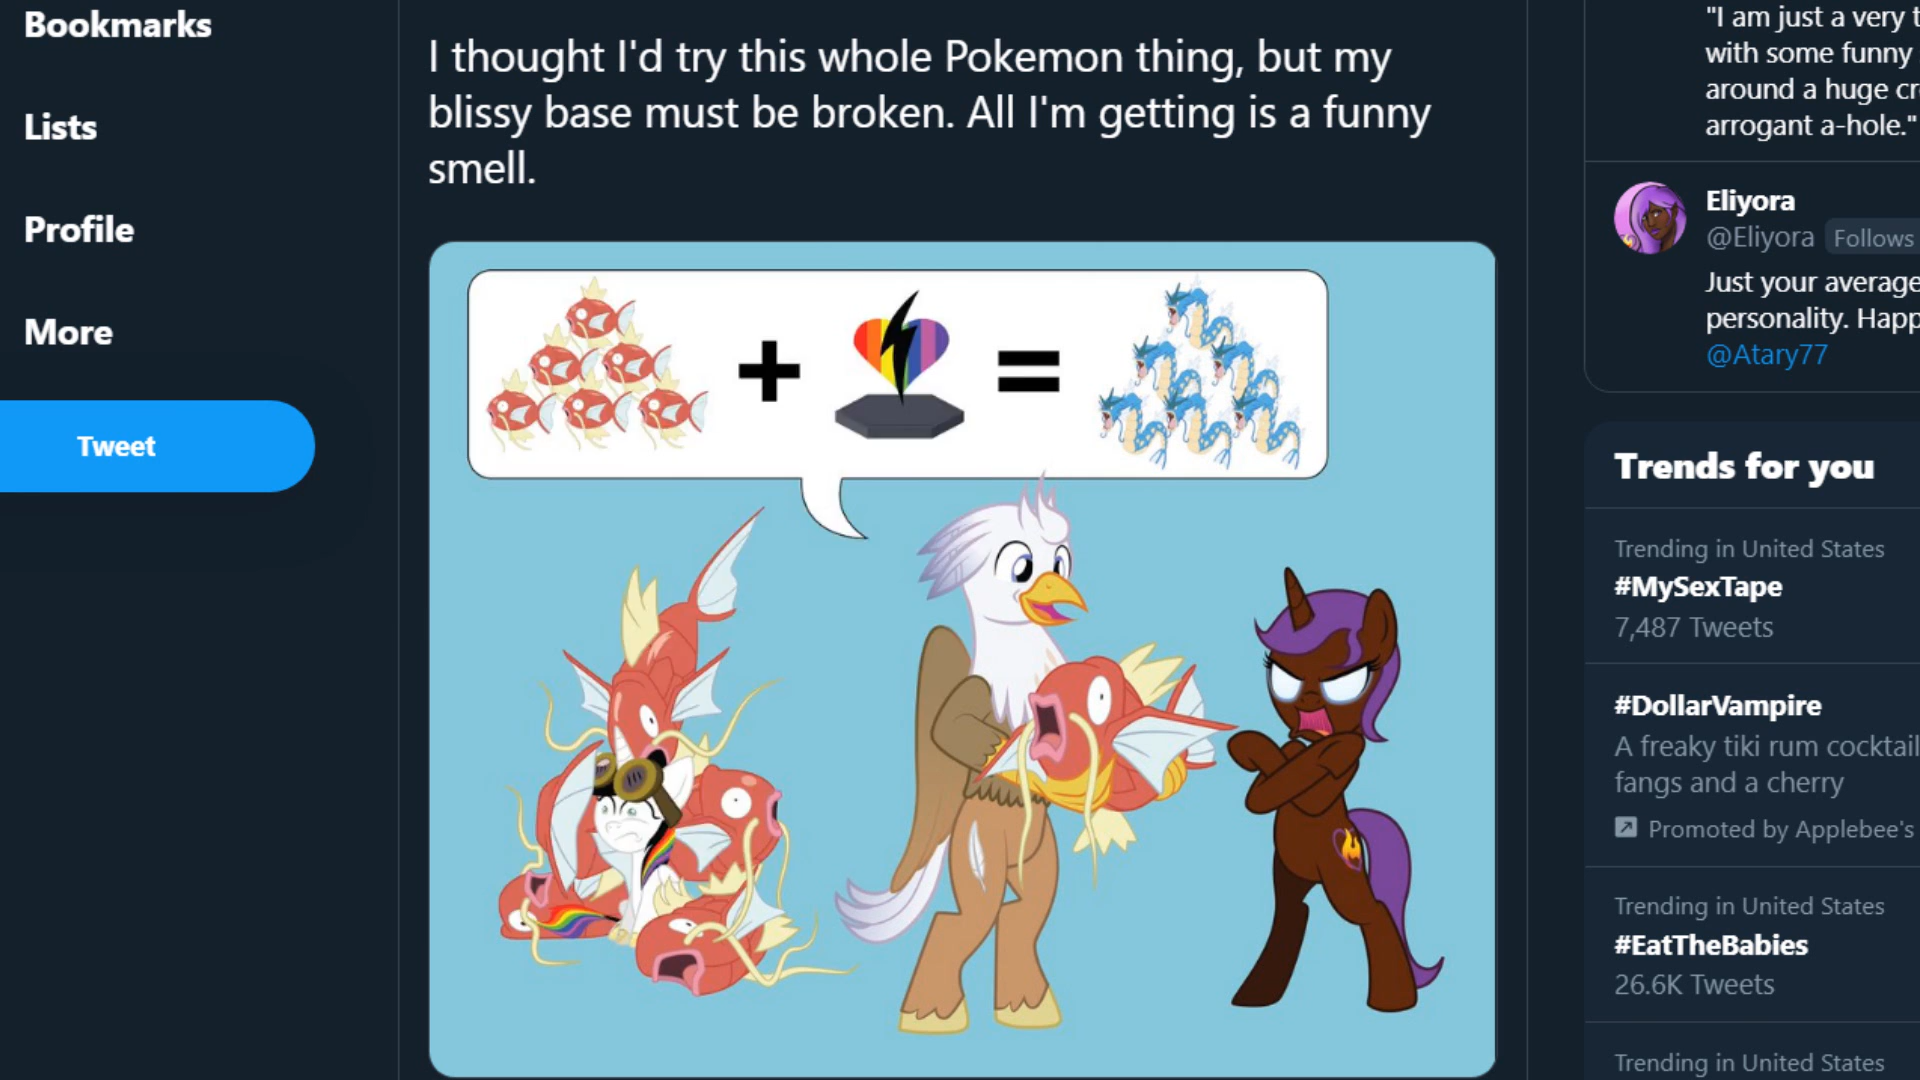 Bookmarks
Lists
Profile
More
Tweet
I thought I'd try this whole Pokemon thing, but my
blissy base must be broken. All I'm getting is a funny
smell.
+
=
"I am just a very t
with some funny
around a huge cr
arrogant a-hole."
Eliyora
@Eliyora Follows
Just your average
personality. Happ
@Atary77
Trends for you
Trending in United States
#MySexTape
7,487 Tweets
#DollarVampire
A freaky tiki rum cocktail
fangs and a cherry
Promoted by Applebee's
Trending in United States
#EatTheBabies
26.6K Tweets
Trending in United States